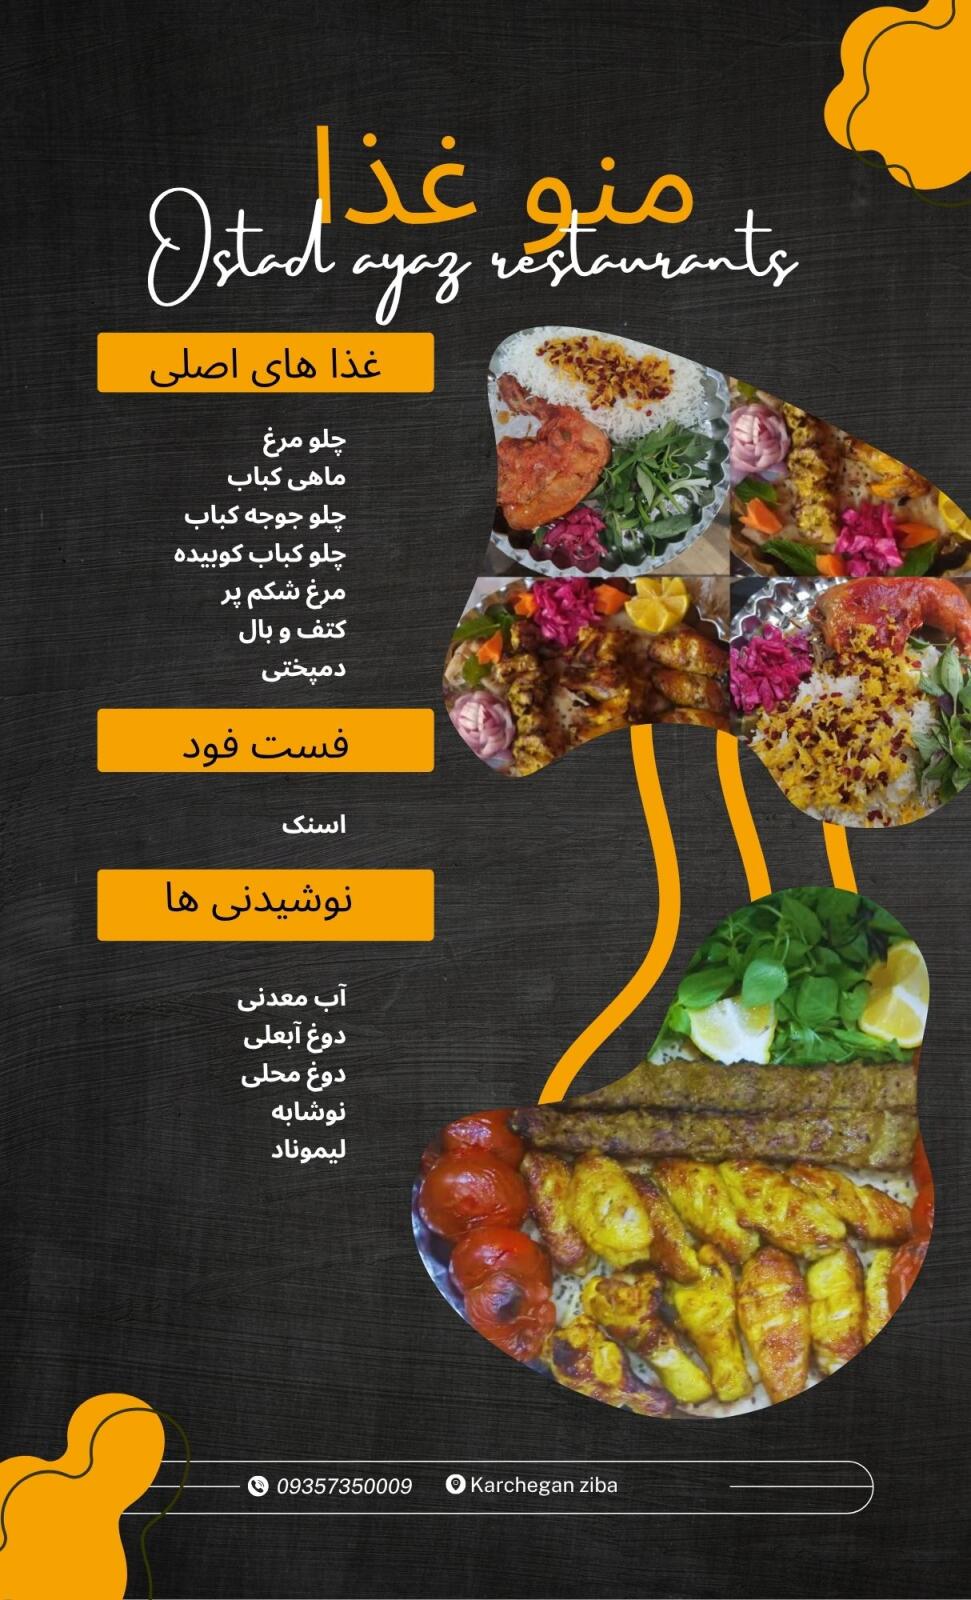 منو غذا
Ostad ayaz restaurants
غذا های اصلی
چلو مرغ
ماهی کباب
چلو جوجه کباب
چلو کباب کوبیده
مرغ شکم پر
کتف و بال
دمپختی
فست فود
اسنک
نوشیدنی ها
آب معدنی
دوغ آبعلی
دوغ محلی
نوشابه
لیموناد
09357350009 Karchegan ziba